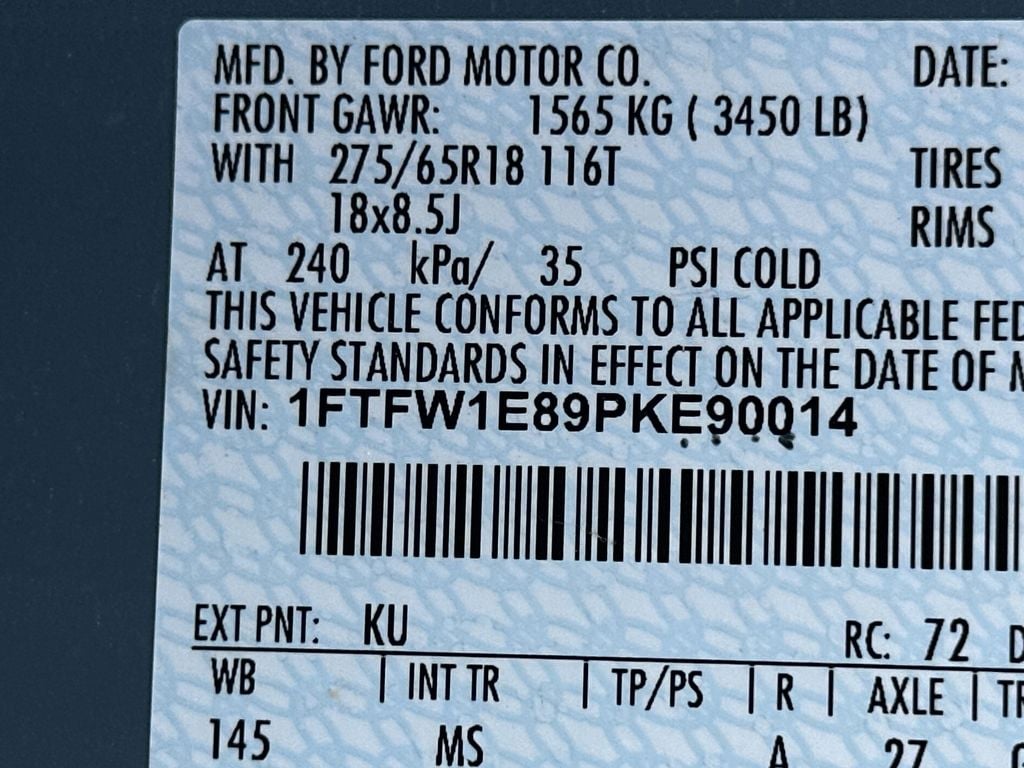 MFD. BY FORD MOTOR CO. DATE:
FRONT GAWR: 1565 KG ( 3450 LB)
WITH 275/65R18 116T TIRES
18x8.5J RIMS
AT 240 kPa/ 35 PSI COLD
THIS VEHICLE CONFORMS TO ALL APPLICABLE FED
SAFETY STANDARDS IN EFFECT ON THE DATE OF M
VIN: 1FTFW1E89PKE90014
EXT PNT: KU RC: 72 D
WB | INT TR | TP/PS | R | AXLE | TR
145 MS A 27